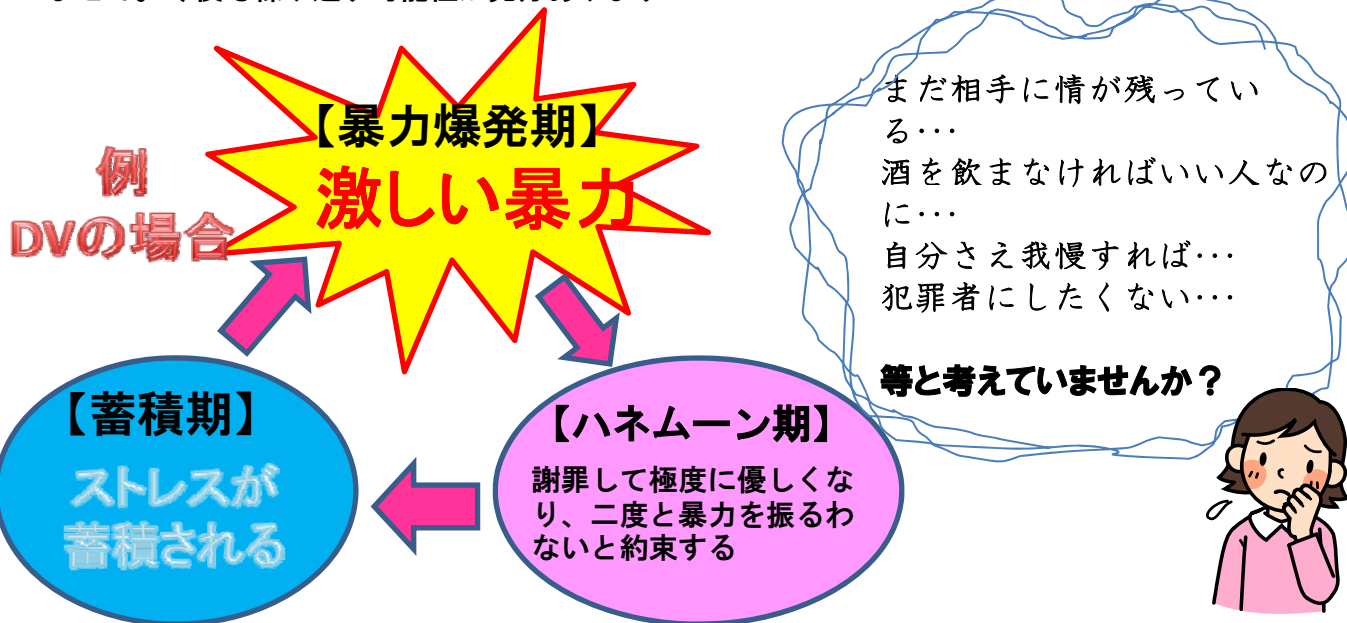 例
DVの場合
【暴力爆発期】
激しい暴力
【蓄積期】
ストレスが
蓄積される
【ハネムーン期】
謝罪して極度に優しくな
り、二度と暴力を振るわ
ないと約束する
まだ相手に情が残ってい
る…
酒を飲まなければいい人なの
に…
自分さえ我慢すれば…
犯罪者にしたくない…
等と考えていませんか？